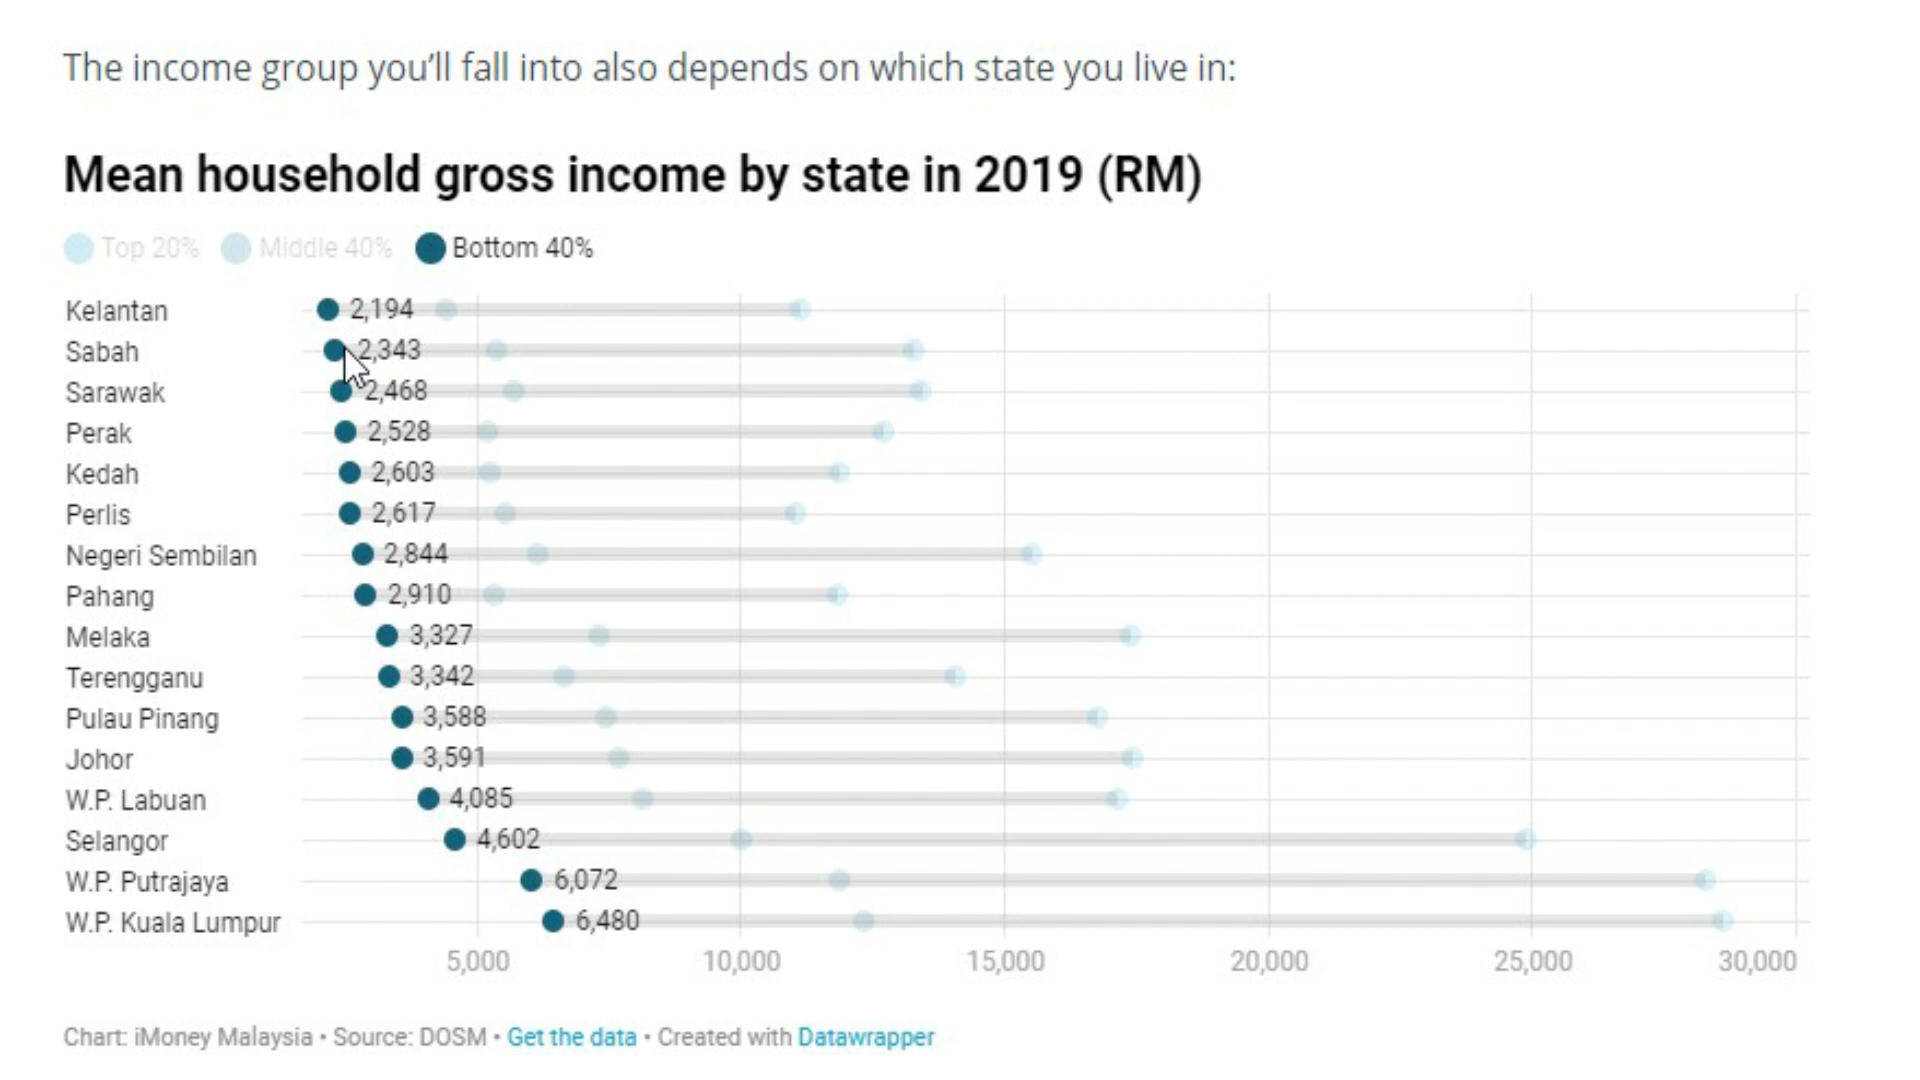 The income group you’ll fall into also depends on which state you live in:
Mean household gross income by state in 2019 (RM)
Top 20% Middle 40% Bottom 40%
Kelantan 2,194
Sabah 2,343
Sarawak 2,468
Perak 2,528
Kedah 2,603
Perlis 2,617
Negeri Sembilan 2,844
Pahang 2,910
Melaka 3,327
Terengganu 3,342
Pulau Pinang 3,588
Johor 3,591
W.P. Labuan 4,085
Selangor 4,602
W.P. Putrajaya 6,072
W.P. Kuala Lumpur 6,480
5,000 10,000 15,000 20,000 25,000 30,000
Chart: iMoney Malaysia • Source: DOSM • Get the data • Created with Datawrapper